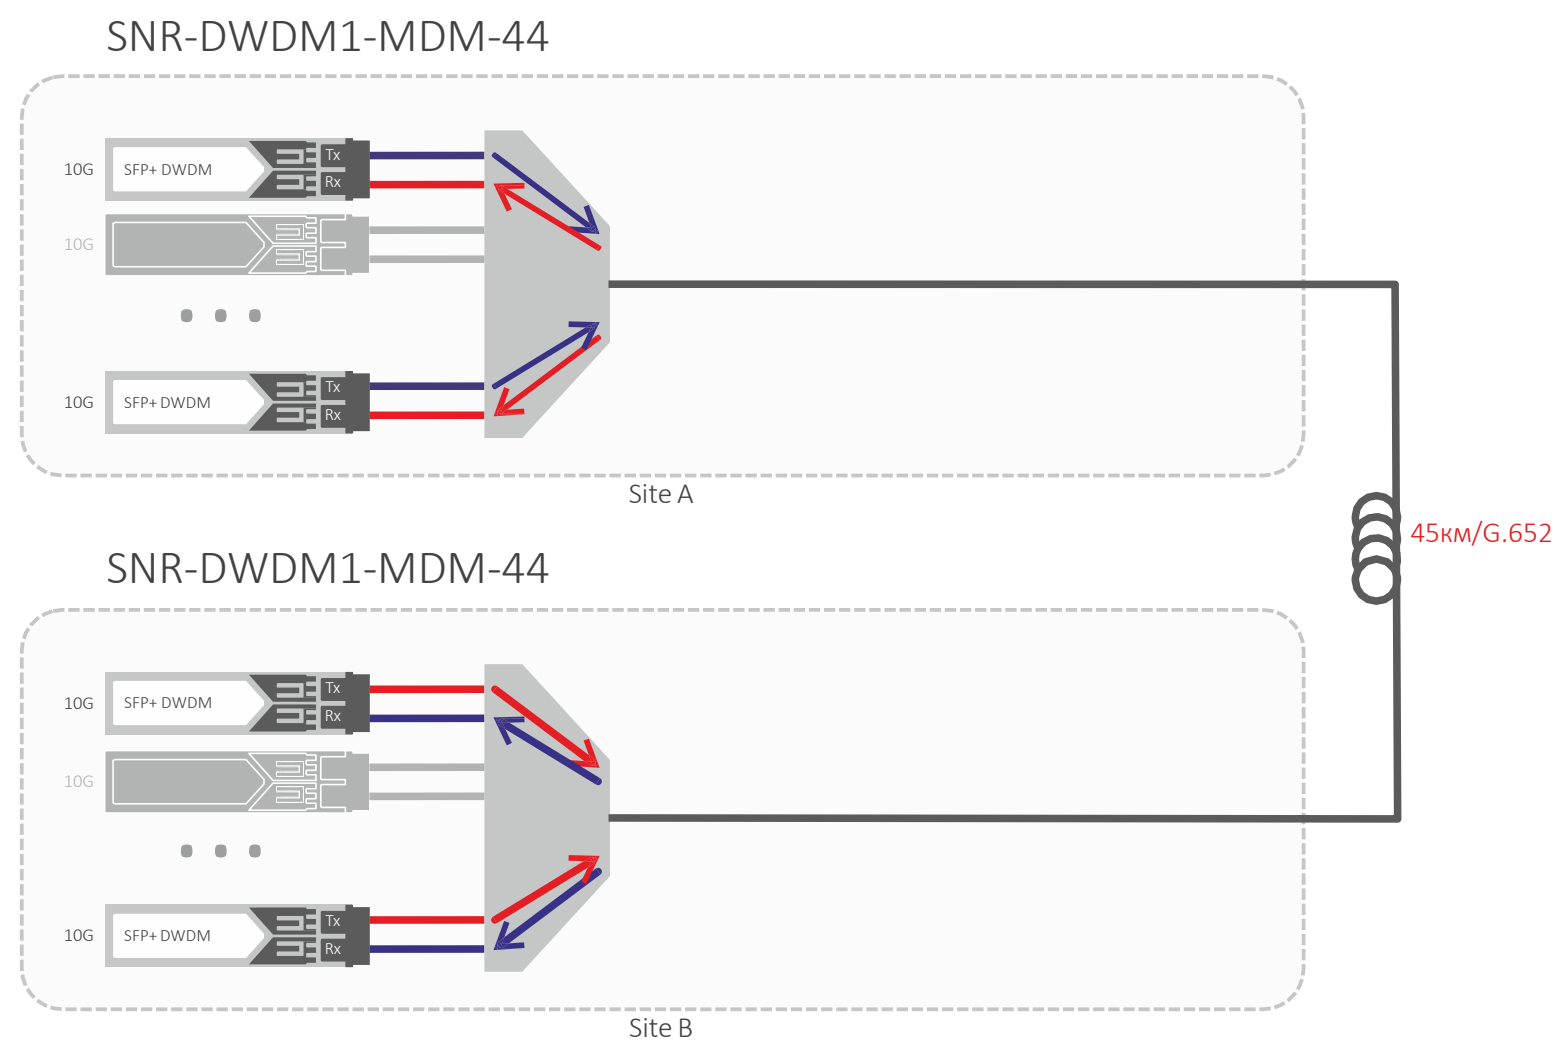 SNR-DWDM1-MDM-44
10G
SFP+ DWDM
Tx
Rx
10G
10G
SFP+ DWDM
Tx
Rx
Site A
45км/G.652
SNR-DWDM1-MDM-44
10G
SFP+ DWDM
Tx
Rx
10G
10G
SFP+ DWDM
Tx
Rx
Site B